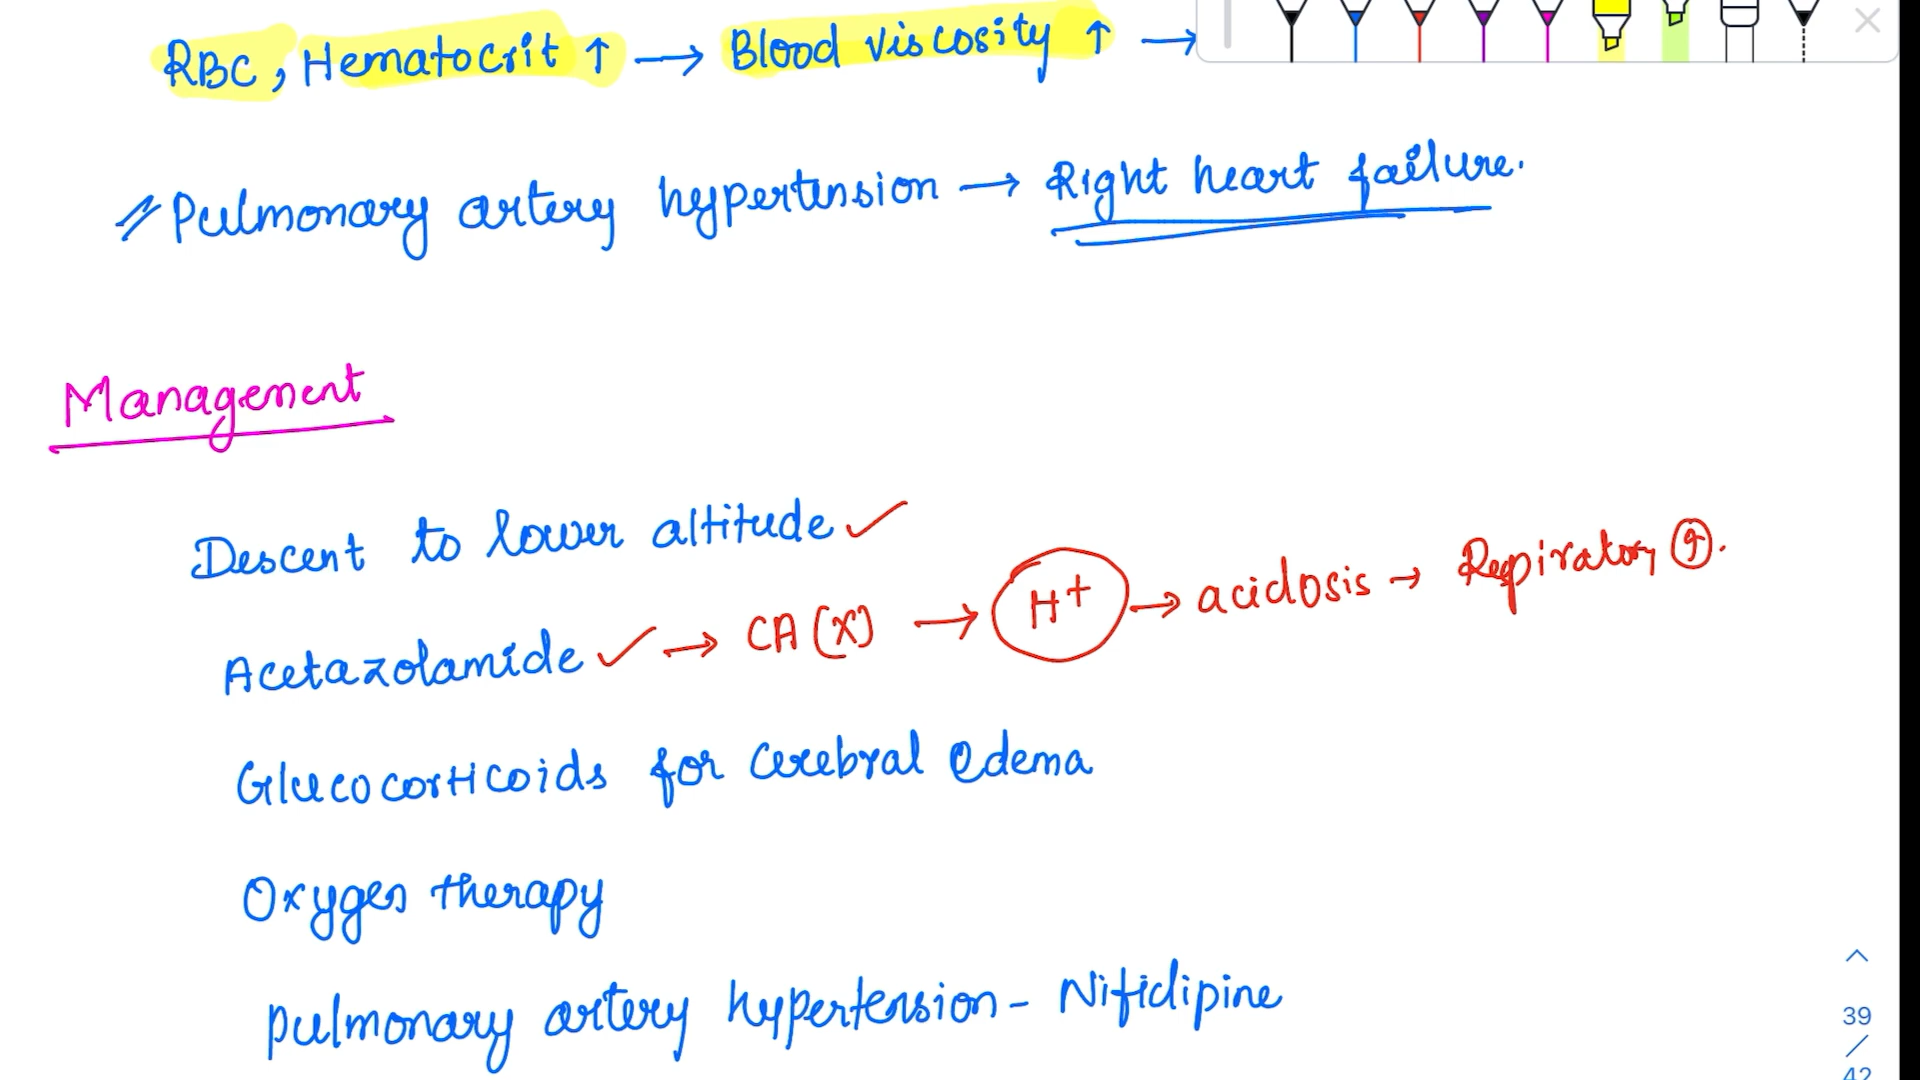 RBC, Hematocrit ↑ → Blood viscosity ↑ →
Pulmonary artery hypertension → Right heart failure.
Management
Descent to lower altitude ✓
Acetazolamide ✓ → CA (X) → H+ → acidosis → Respiratory ↑.
Glucocorticoids for cerebral edema
Oxygen therapy
pulmonary artery hypertension - Nifidipine
39
/
42